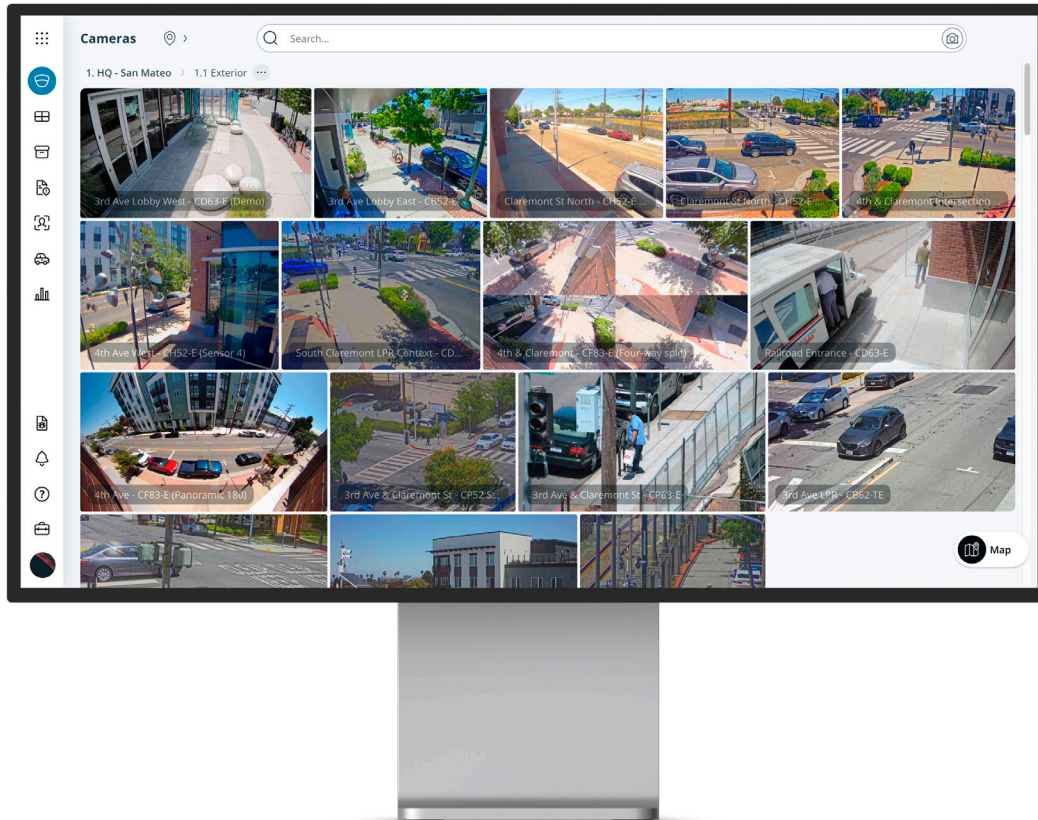 Cameras
Search...
1. HQ - San Mateo > 1.1 Exterior ...
3rd Ave Lobby West - CD63-E (Demo)
3rd Ave Lobby East - CB52-E
Claremont St North - CH52-E ...
Claremont St North - CH52-E ...
4th & Claremont Intersection ...
4th Ave West - CH52-E (Sensor 4)
South Claremont LPR Context - CD...
4th & Claremont - CF83-E (Four-way split)
Railroad Entrance - CD63-E
4th Ave - CF83-E (Panoramic 180)
3rd Ave & Claremont St - CP52 S...
3rd Ave & Claremont St - CP63-E
3rd Ave LPR - CB62-TE
Map